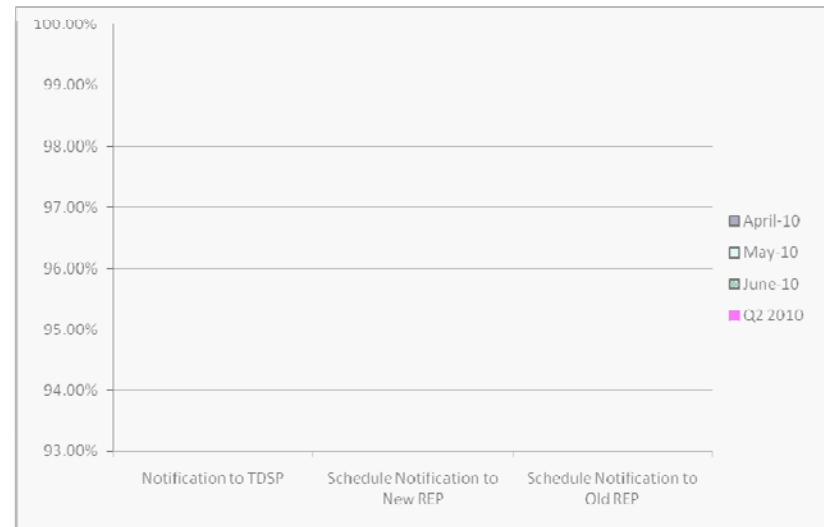 100.00%
99.00%
98.00%
97.00%
96.00%
95.00%
94.00%
93.00%
Notification to TDSP
Schedule Notification to
New REP
Schedule Notification to
Old REP
April-10
May-10
June-10
Q2 2010